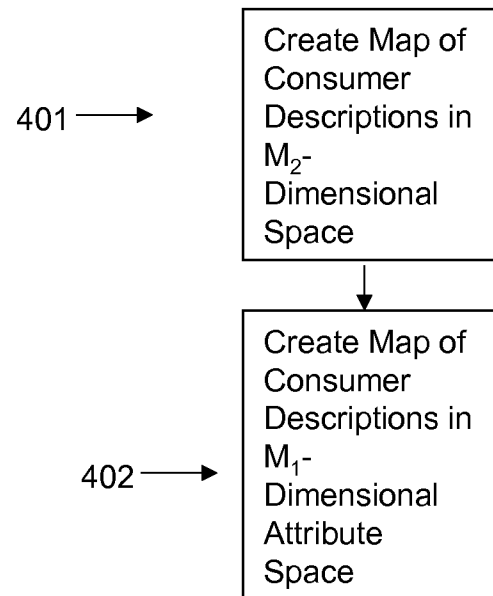 Create Map of
Consumer
Descriptions in
M₂-
Dimensional
Space
401
Create Map of
Consumer
Descriptions in
M₁-
Dimensional
Attribute
Space
402